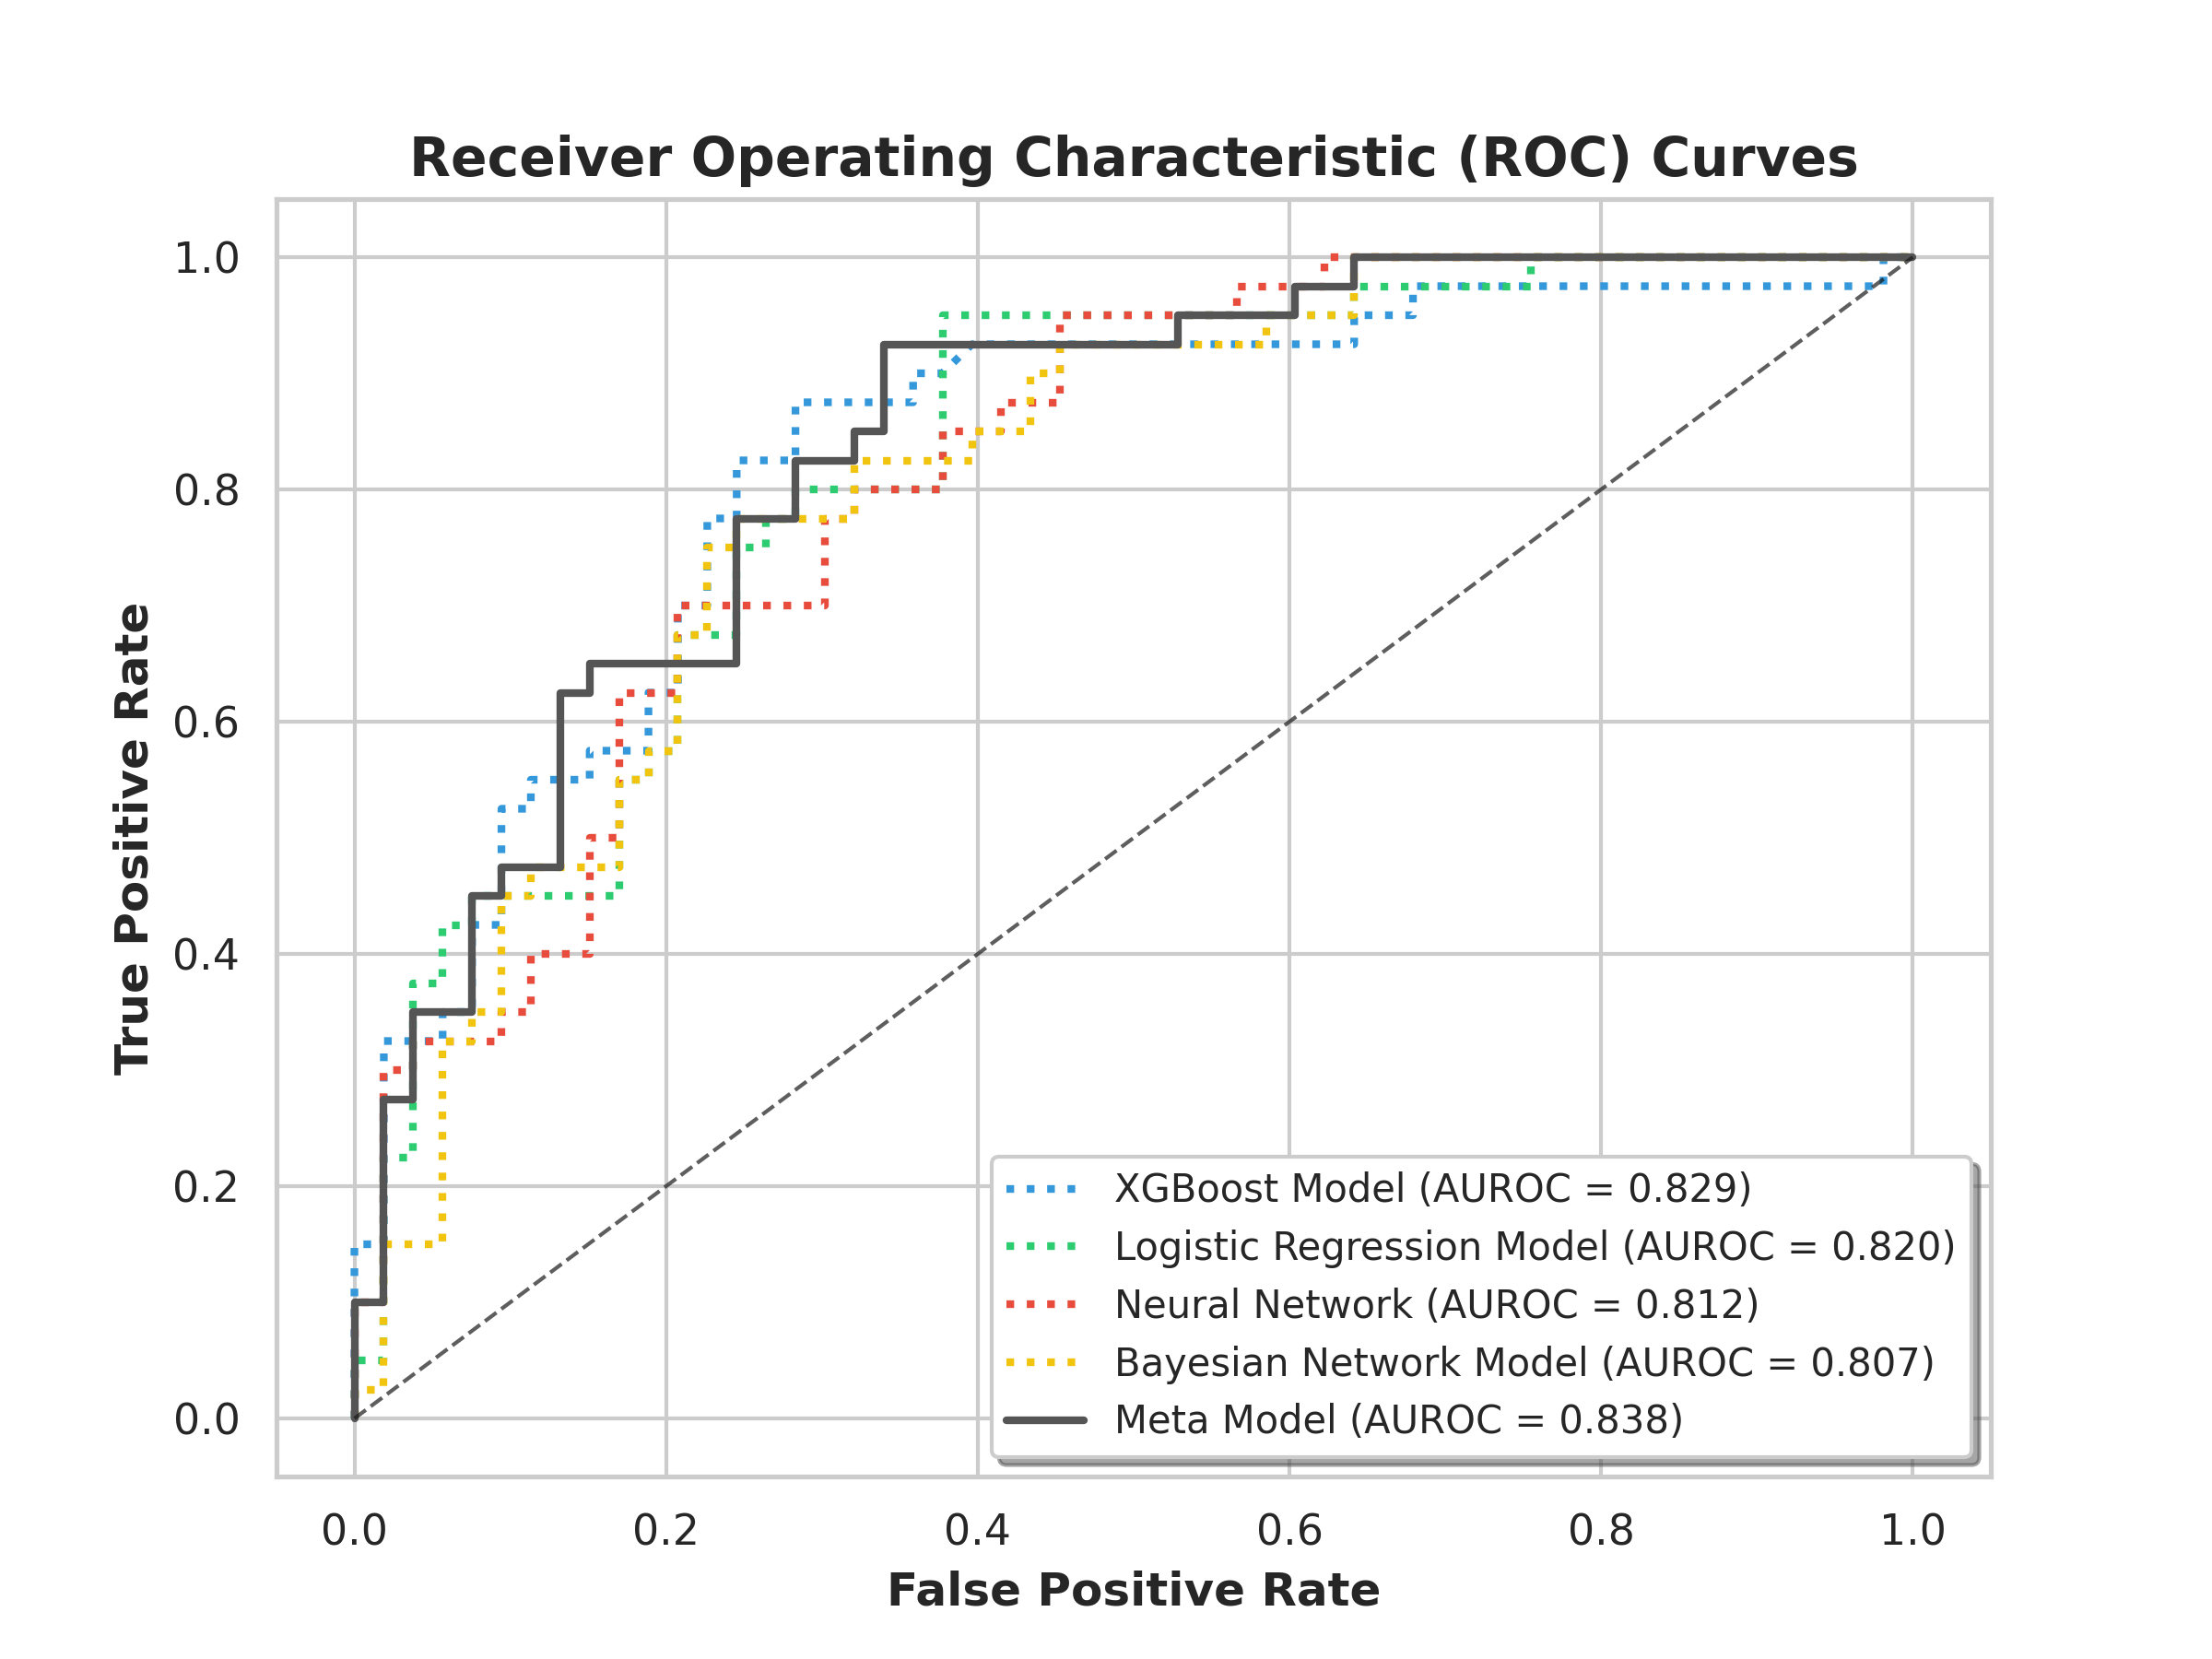 Receiver Operating Characteristic (ROC) Curves
1.0
0.8
0.6
0.4
0.2
0.0
True Positive Rate
XGBoost Model (AUROC = 0.829)
Logistic Regression Model (AUROC = 0.820)
Neural Network (AUROC = 0.812)
Bayesian Network Model (AUROC = 0.807)
Meta Model (AUROC = 0.838)
0.0 0.2 0.4 0.6 0.8 1.0
False Positive Rate